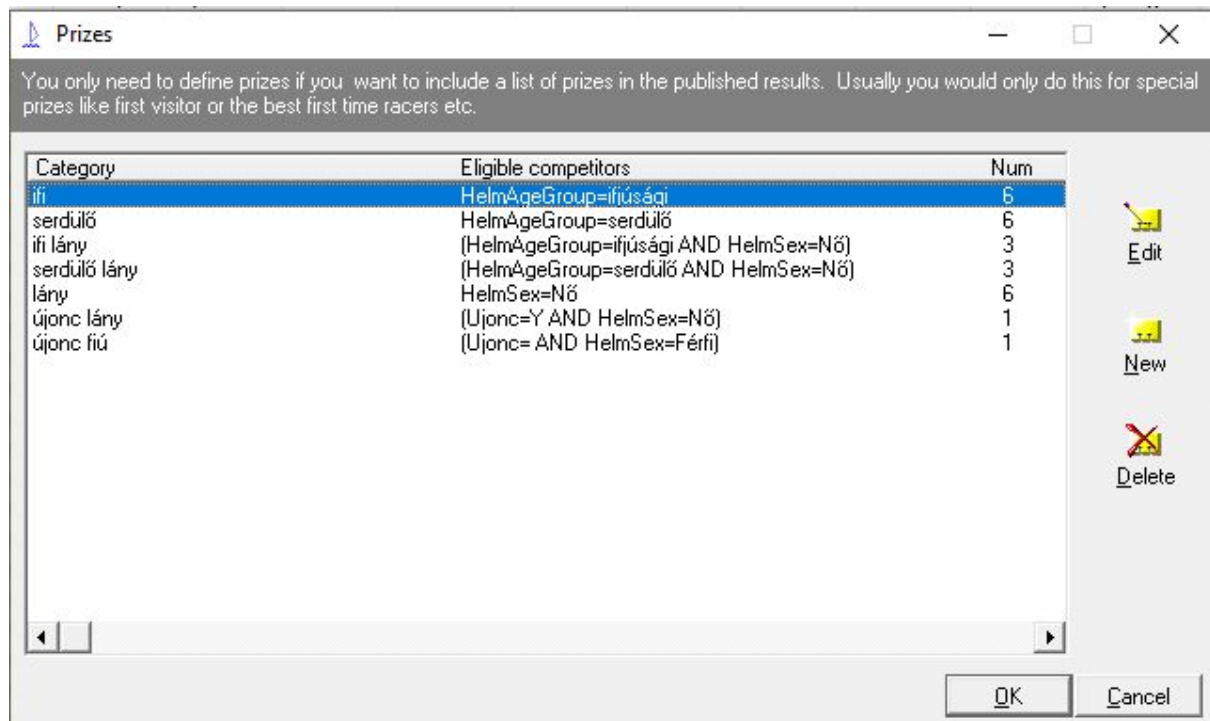 Prizes
You only need to define prizes if you want to include a list of prizes in the published results. Usually you would only do this for special
prizes like first visitor or the best first time racers etc.
Category Eligible competitors Num
ifi HelmAgeGroup=ifjúsági 6
serdülő HelmAgeGroup=serdülő 6
ifi lány (HelmAgeGroup=ifjúsági AND HelmSex=Nő) 3
serdülő lány (HelmAgeGroup=serdülő AND HelmSex=Nő) 3
lány HelmSex=Nő 6
újonc lány (Ujonc=Y AND HelmSex=Nő) 1
újonc fiú (Ujonc= AND HelmSex=Férfi) 1
Edit
New
Delete
OK Cancel